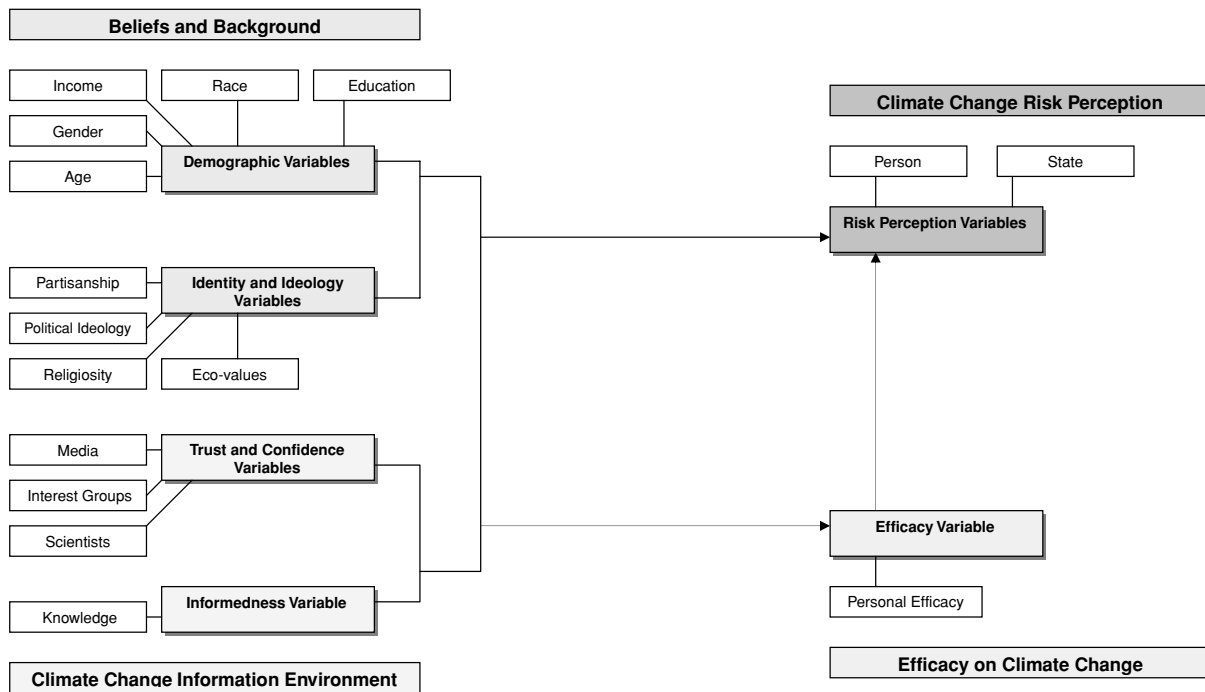 Beliefs and Background
Income
Race
Education
Gender
Demographic Variables
Age
Partisanship
Identity and Ideology
Variables
Political Ideology
Religiosity
Eco-values
Media
Trust and Confidence
Variables
Interest Groups
Scientists
Informedness Variable
Knowledge
Climate Change Information Environment
Climate Change Risk Perception
Person
State
Risk Perception Variables
Efficacy Variable
Personal Efficacy
Efficacy on Climate Change